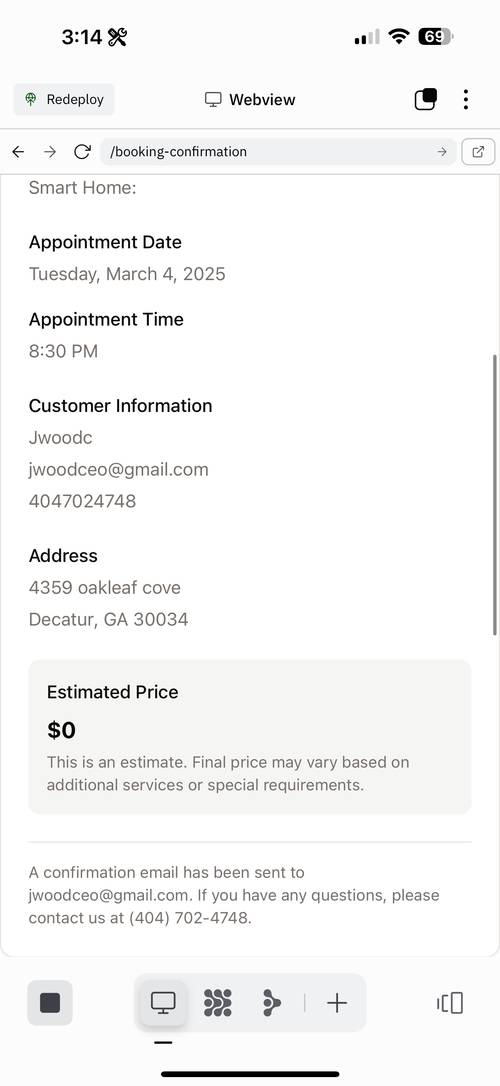 3:14
69
Redeploy
Webview
/booking-confirmation
Smart Home:
Appointment Date
Tuesday, March 4, 2025
Appointment Time
8:30 PM
Customer Information
Jwoodc
jwoodceo@gmail.com
4047024748
Address
4359 oakleaf cove
Decatur, GA 30034
Estimated Price
$0
This is an estimate. Final price may vary based on
additional services or special requirements.
A confirmation email has been sent to
jwoodceo@gmail.com. If you have any questions, please
contact us at (404) 702-4748.